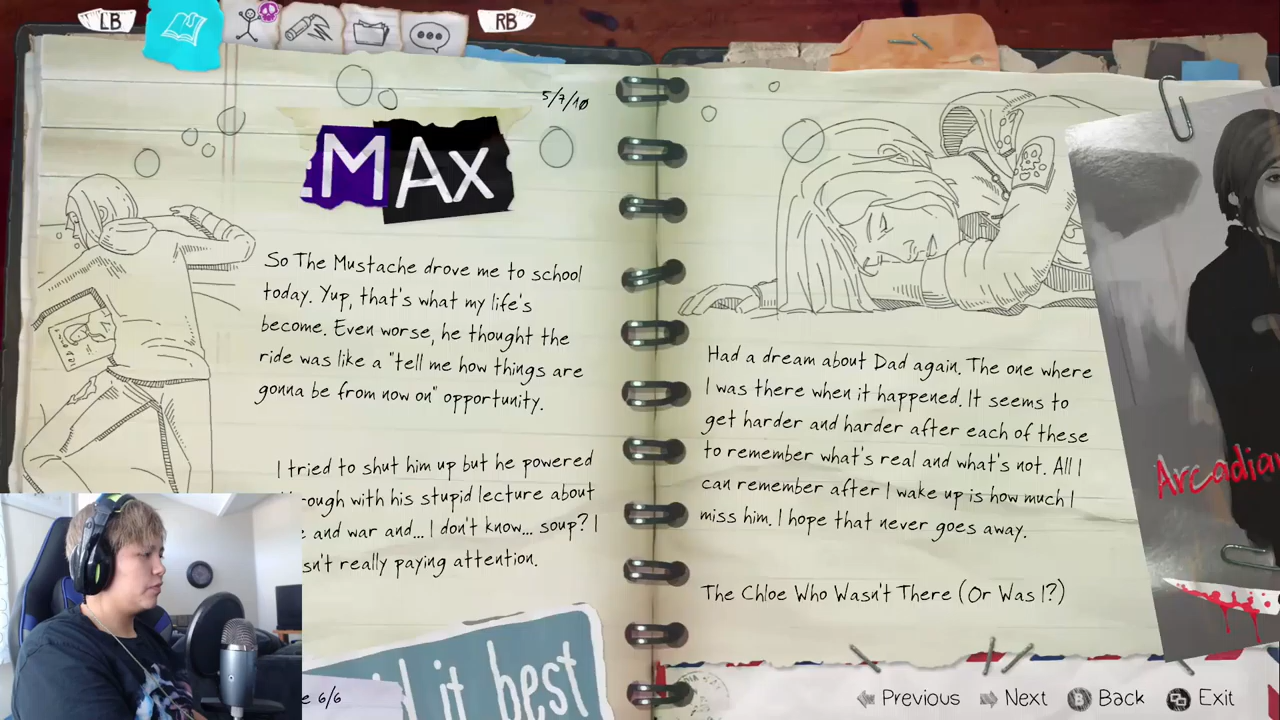 LB
RB
5/7/10
MAx
So The Mustache drove me to school
today. Yup, that's what my life's
become. Even worse, he thought the
ride was like a "tell me how things are
gonna be from now on" opportunity.
I tried to shut him up but he powered
through with his stupid lecture about
and war and... I don't know... soup? I
wasn't really paying attention.
it best
6/6
Had a dream about Dad again. The one where
I was there when it happened. It seems to
get harder and harder after each of these
to remember what's real and what's not. All I
can remember after I wake up is how much I
miss him. I hope that never goes away.
The Chloe Who Wasn't There (Or Was I?)
Arcadian
Previous
Next
B Back
Exit